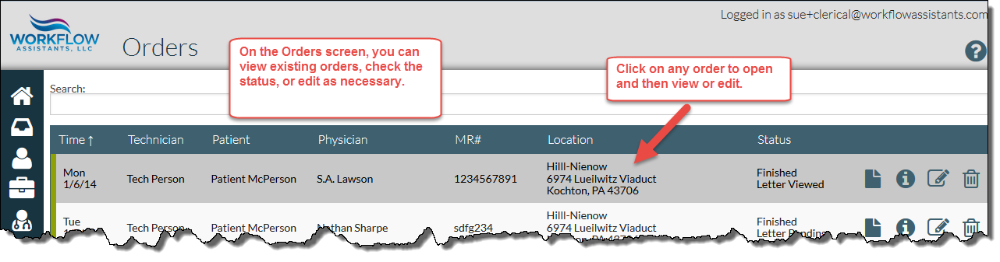 Logged in as sue+clerical@workflowassistants.com
WORKFLOW
ASSISTANTS, LLC
Orders
?
On the Orders screen, you can
view existing orders, check the
status, or edit as necessary.
Click on any order to open
and then view or edit.
Search:
Time ↑ Technician Patient Physician MR# Location Status
Mon
1/6/14
Tech Person
Patient McPerson
S.A. Lawson
1234567891
Hilll-Nienow
6974 Lueilwitz Viaduct
Kochton, PA 43706
Finished
Letter Viewed
Tue
Tech Person
Patient McPerson
Nathan Sharpe
sdfg234
Hilll-Nienow
6974 Lueilwitz Viaduct
Kochton, PA
Finished
Letter Pending